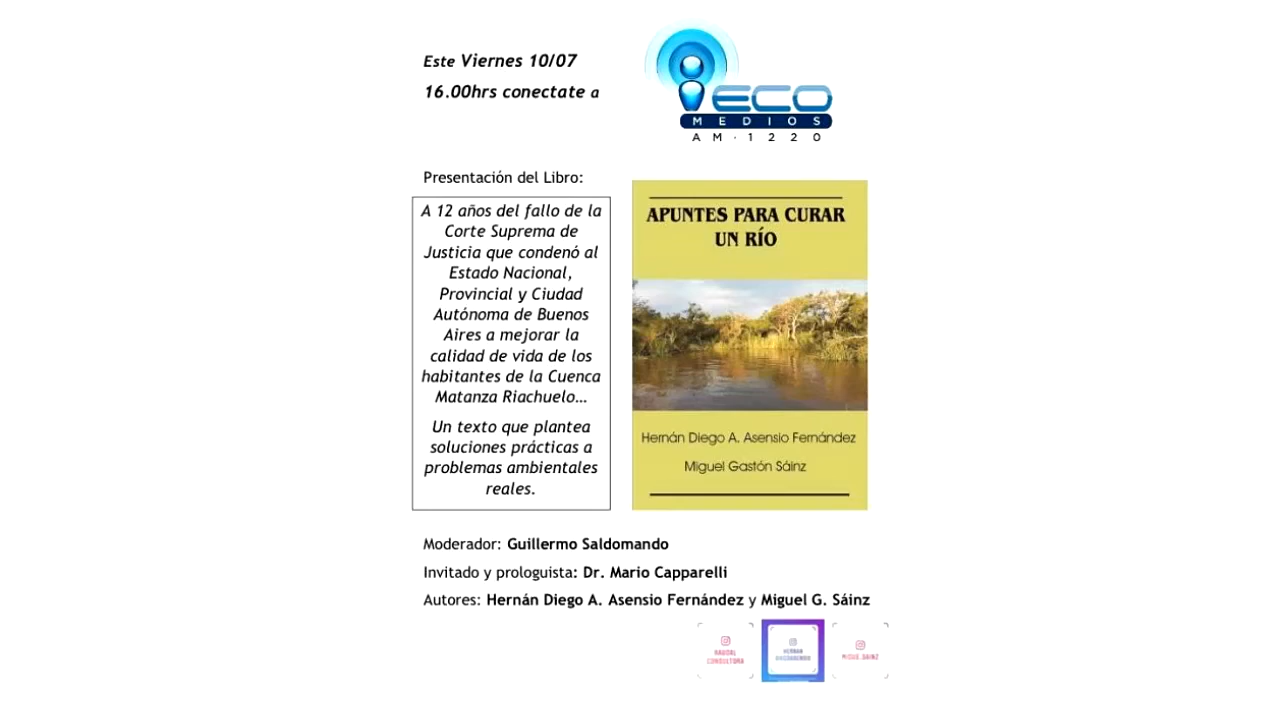 Este Viernes 10/07
16.00hrs conectate a
ECO
MEDIOS
AM·1220
Presentación del Libro:
A 12 años del fallo de la
Corte Suprema de
Justicia que condenó al
Estado Nacional,
Provincial y Ciudad
Autónoma de Buenos
Aires a mejorar la
calidad de vida de los
habitantes de la Cuenca
Matanza Riachuelo…
Un texto que plantea
soluciones prácticas a
problemas ambientales
reales.
APUNTES PARA CURAR
UN RÍO
Hernán Diego A. Asensio Fernández
Miguel Gastón Sáinz
Moderador: Guillermo Saldomando
Invitado y prologuista: Dr. Mario Capparelli
Autores: Hernán Diego A. Asensio Fernández y Miguel G. Sáinz
CONSULTORA
HERNAN